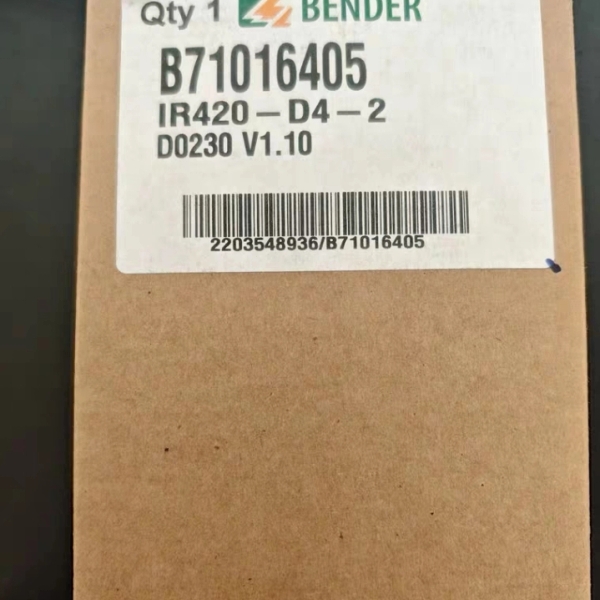 Qty 1 BENDER
B71016405
IR420-D4-2
D0230 V1.10
2203548936/B71016405